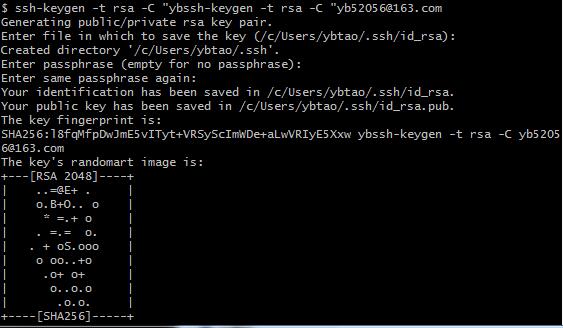 $ ssh-keygen -t rsa -C "ybssh-keygen -t rsa -C "yb52056@163.com
Generating public/private rsa key pair.
Enter file in which to save the key (/c/Users/ybtao/.ssh/id_rsa):
Created directory '/c/Users/ybtao/.ssh'.
Enter passphrase (empty for no passphrase):
Enter same passphrase again:
Your identification has been saved in /c/Users/ybtao/.ssh/id_rsa.
Your public key has been saved in /c/Users/ybtao/.ssh/id_rsa.pub.
The key fingerprint is:
SHA256:l8fqMfpDwJmE5vITyt+VRSyScImWDe+aLwVRIyE5Xxw ybssh-keygen -t rsa -C yb5205
6@163.com
The key's randomart image is:
+---[RSA 2048]----+
|    ..=@E+ .     |
|    o.B+O.. o    |
|     * =.+ o     |
|    . =.=  o.    |
|   . + oS.ooo    |
|    o oo..+o     |
|     .o+ o+      |
|      o..o.o     |
|       .o.o.     |
+----[SHA256]-----+